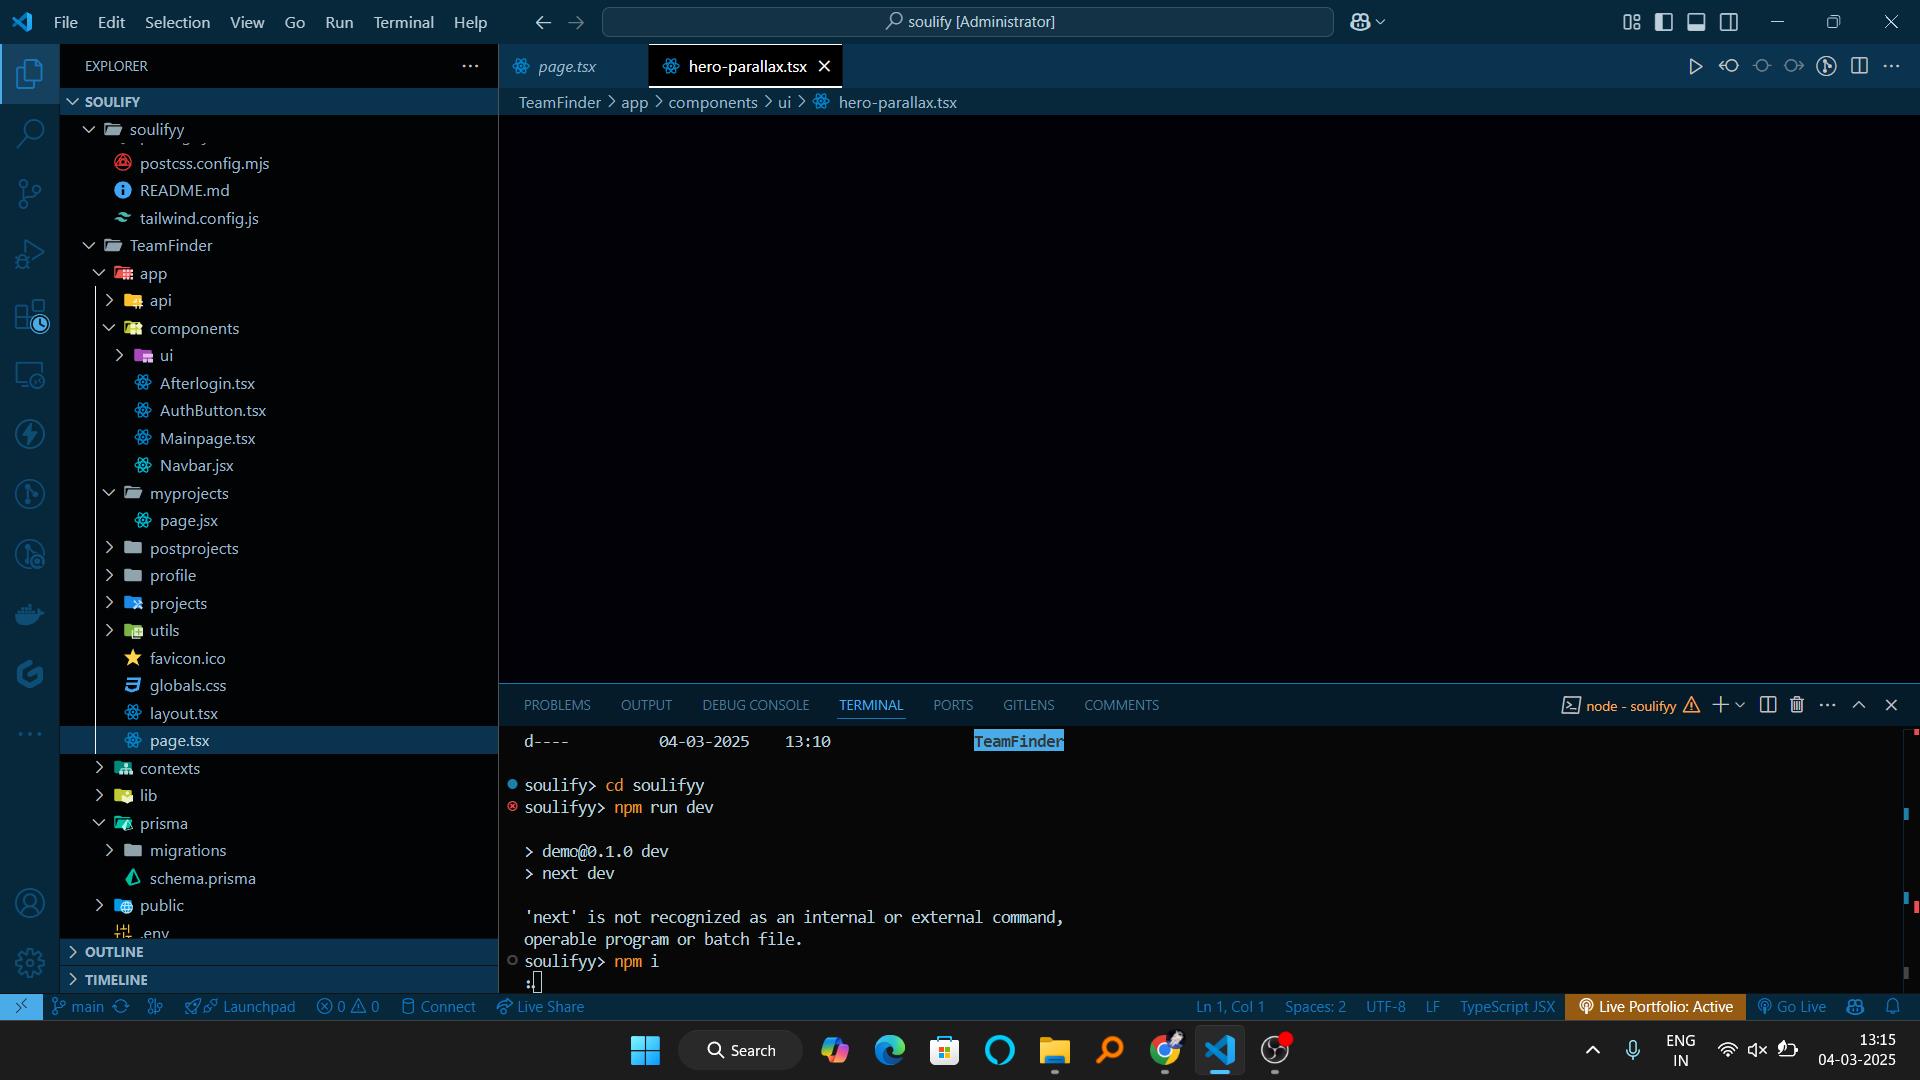 File Edit Selection View Go Run Terminal Help
soulify [Administrator]
EXPLORER
page.tsx
hero-parallax.tsx
SOULIFY
TeamFinder > app > components > ui > hero-parallax.tsx
soulifyy
postcss.config.mjs
README.md
tailwind.config.js
TeamFinder
app
api
components
ui
Afterlogin.tsx
AuthButton.tsx
Mainpage.tsx
Navbar.jsx
myprojects
page.jsx
postprojects
profile
projects
utils
favicon.ico
globals.css
layout.tsx
page.tsx
contexts
lib
prisma
migrations
schema.prisma
public
.env
OUTLINE
TIMELINE
PROBLEMS OUTPUT DEBUG CONSOLE TERMINAL PORTS GITLENS COMMENTS
node - soulifyy
d---- 04-03-2025 13:10 TeamFinder
soulify> cd soulifyy
soulifyy> npm run dev
> demo@0.1.0 dev
> next dev
'next' is not recognized as an internal or external command,
operable program or batch file.
soulifyy> npm i
main Launchpad 0 0 Connect Live Share
Ln 1, Col 1 Spaces: 2 UTF-8 LF TypeScript JSX Live Portfolio: Active Go Live
Search
ENG
IN
13:15
04-03-2025